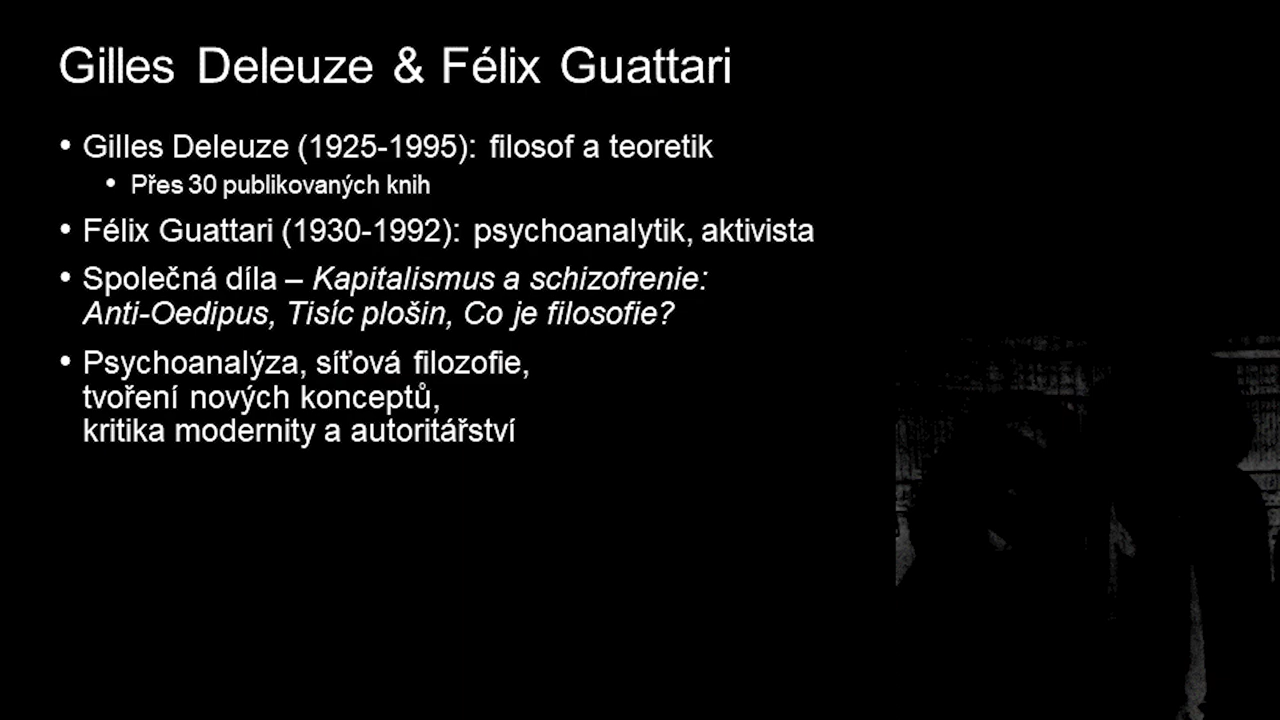 Gilles Deleuze & Félix Guattari
• Gilles Deleuze (1925-1995): filosof a teoretik
• Přes 30 publikovaných knih
• Félix Guattari (1930-1992): psychoanalytik, aktivista
• Společná díla – Kapitalismus a schizofrenie:
Anti-Oedipus, Tisíc plošin, Co je filosofie?
• Psychoanalýza, síťová filozofie,
tvoření nových konceptů,
kritika modernity a autoritářství